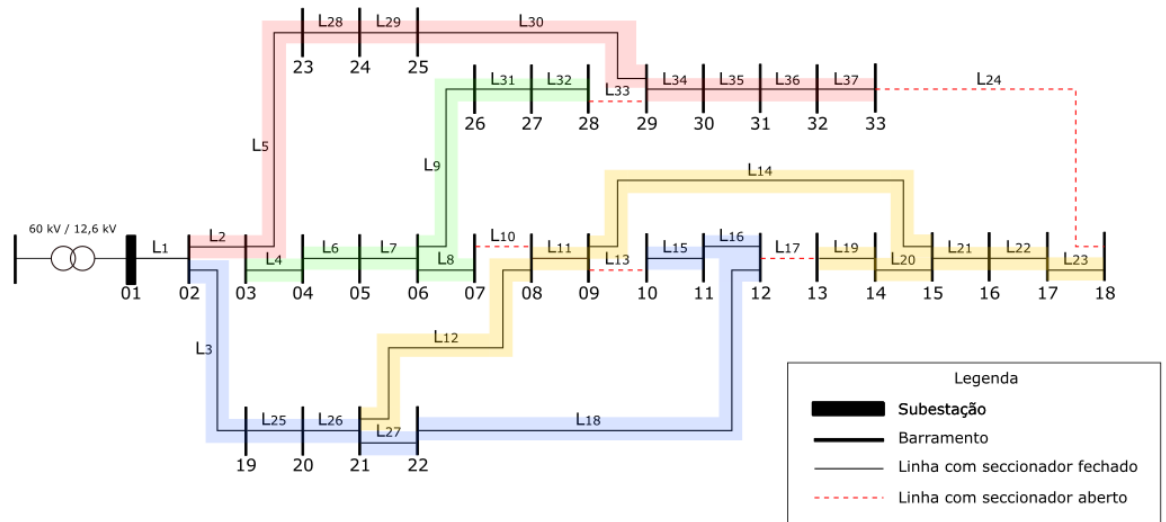 L28 L29 L30
23 24 25
L31 L32 L33 L34 L35 L36 L37 L24
26 27 28 29 30 31 32 33
L5
L9
L14
60 kV / 12,6 kV
L1 L2 L4 L6 L7 L8 L10 L11 L13 L15 L16 L17 L19 L20 L21 L22 L23
01 02 03 04 05 06 07 08 09 10 11 12 13 14 15 16 17 18
L3
L12
L25 L26 L27 L18
19 20 21 22
Legenda
Subestação
Barramento
Linha com seccionador fechado
Linha com seccionador aberto